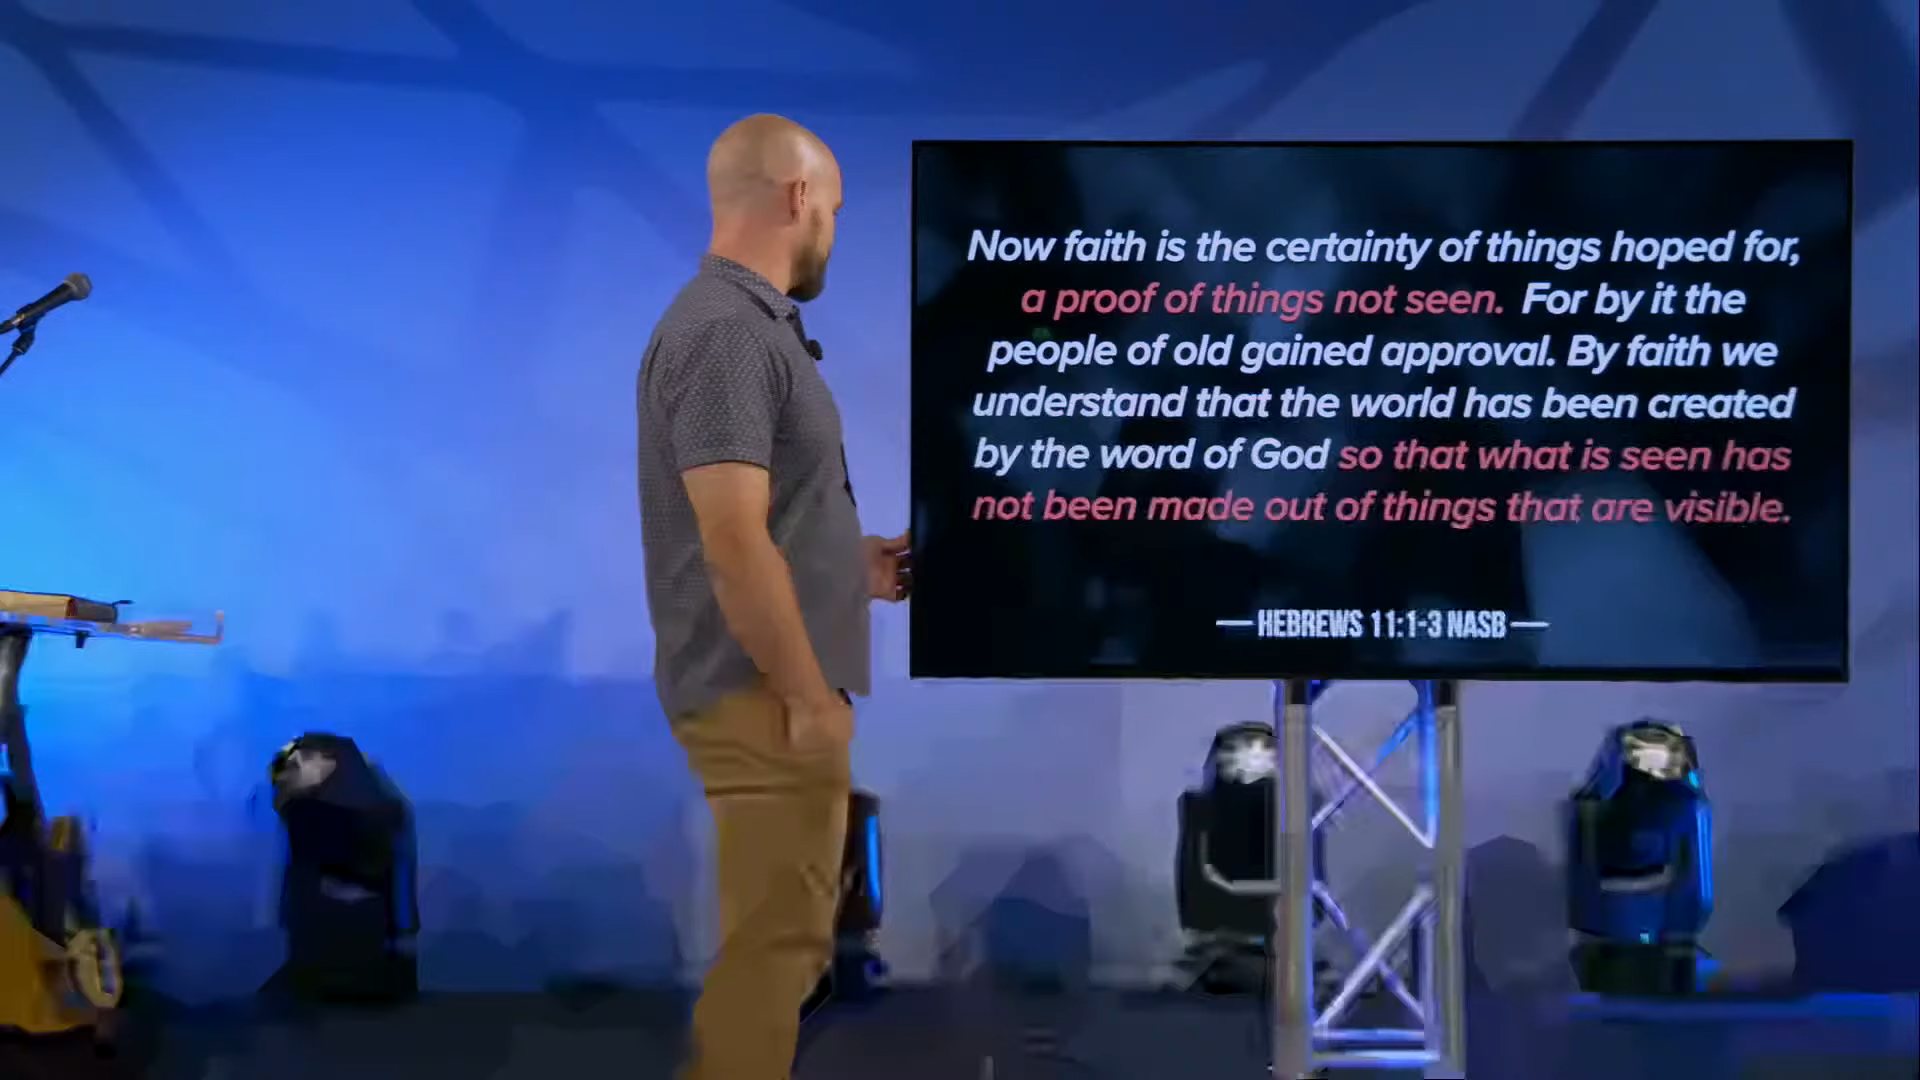 Now faith is the certainty of things hoped for,
a proof of things not seen. For by it the
people of old gained approval. By faith we
understand that the world has been created
by the word of God so that what is seen has
not been made out of things that are visible.
—HEBREWS 11:1-3 NASB—